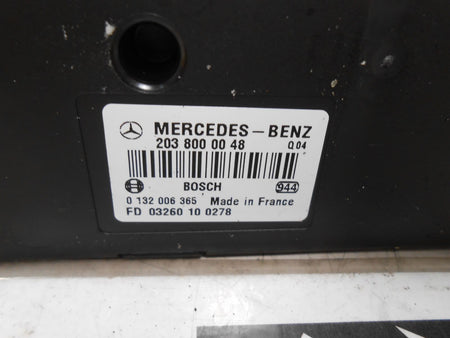 MERCEDES-BENZ
203 800 00 48 Q04
BOSCH 944
0 132 006 365 Made in France
FD 03260 10 0278